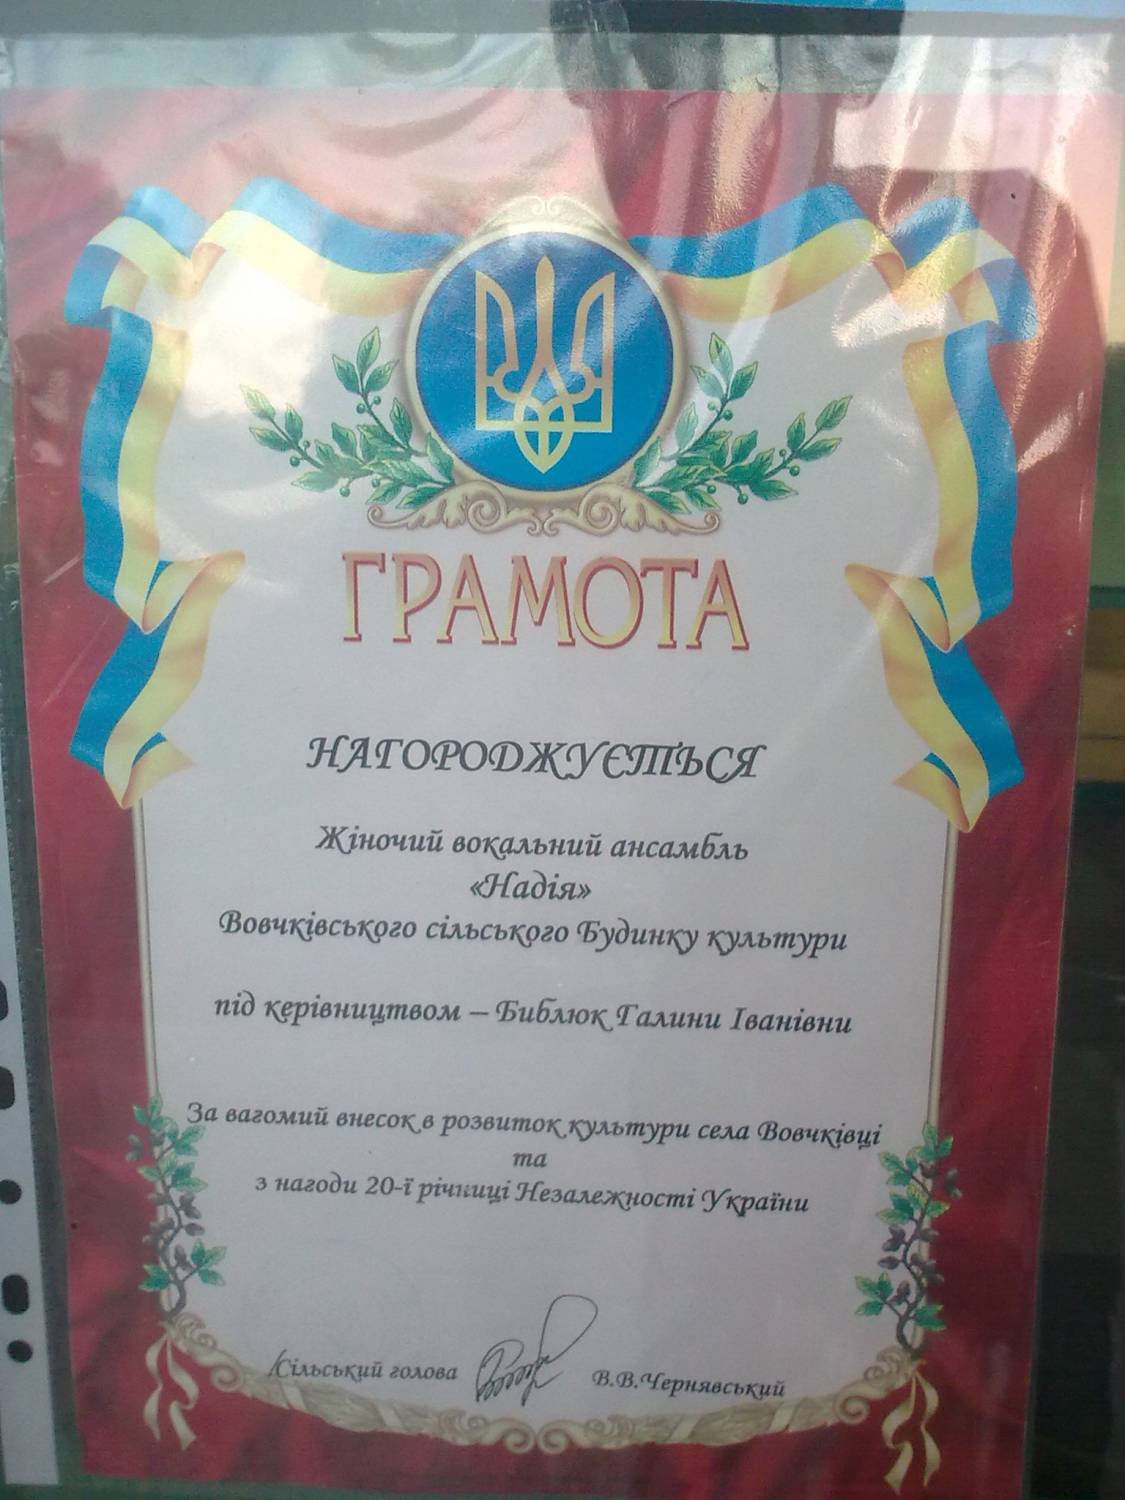 ГРАМОТА
НАГОРОДЖУЄТЬСЯ
Жіночий вокальний ансамбль
«Надія»
Вовчківського сільського Будинку культури
під керівництвом – Библюк Галини Іванівни
За вагомий внесок в розвиток культури села Вовчківці
та
з нагоди 20-ї річниці Незалежності України
/Сільський голова В.В.Чернявський